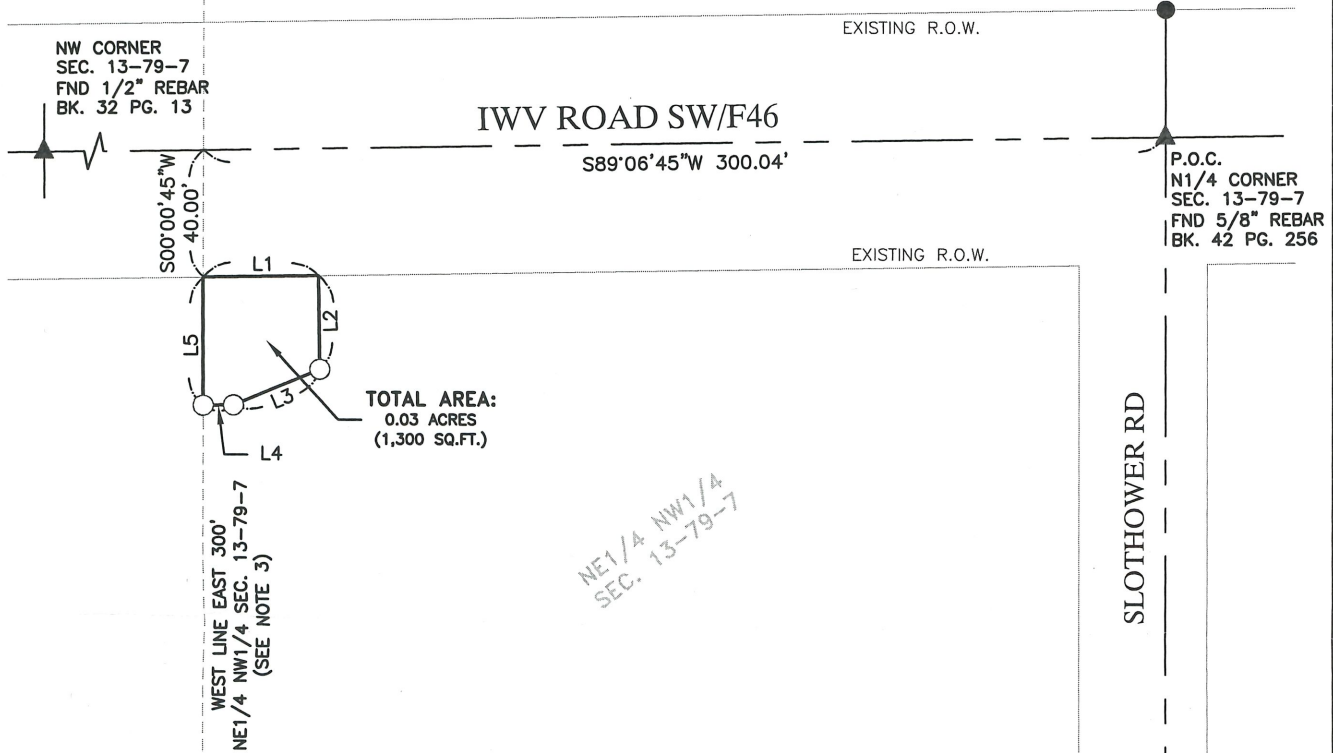 EXISTING R.O.W.
NW CORNER
SEC. 13-79-7
FND 1/2" REBAR
BK. 32 PG. 13
IWV ROAD SW/F46
S89°06'45"W 300.04'
P.O.C.
N1/4 CORNER
SEC. 13-79-7
FND 5/8" REBAR
BK. 42 PG. 256
S00°00'45"W
40.00'
EXISTING R.O.W.
L1
L2
L5
L3
L4
TOTAL AREA:
0.03 ACRES
(1,300 SQ.FT.)
NE1/4 NW1/4
SEC. 13-79-7
SLOTHOWER RD
WEST LINE EAST 300'
NE1/4 NW1/4 SEC. 13-79-7
(SEE NOTE 3)